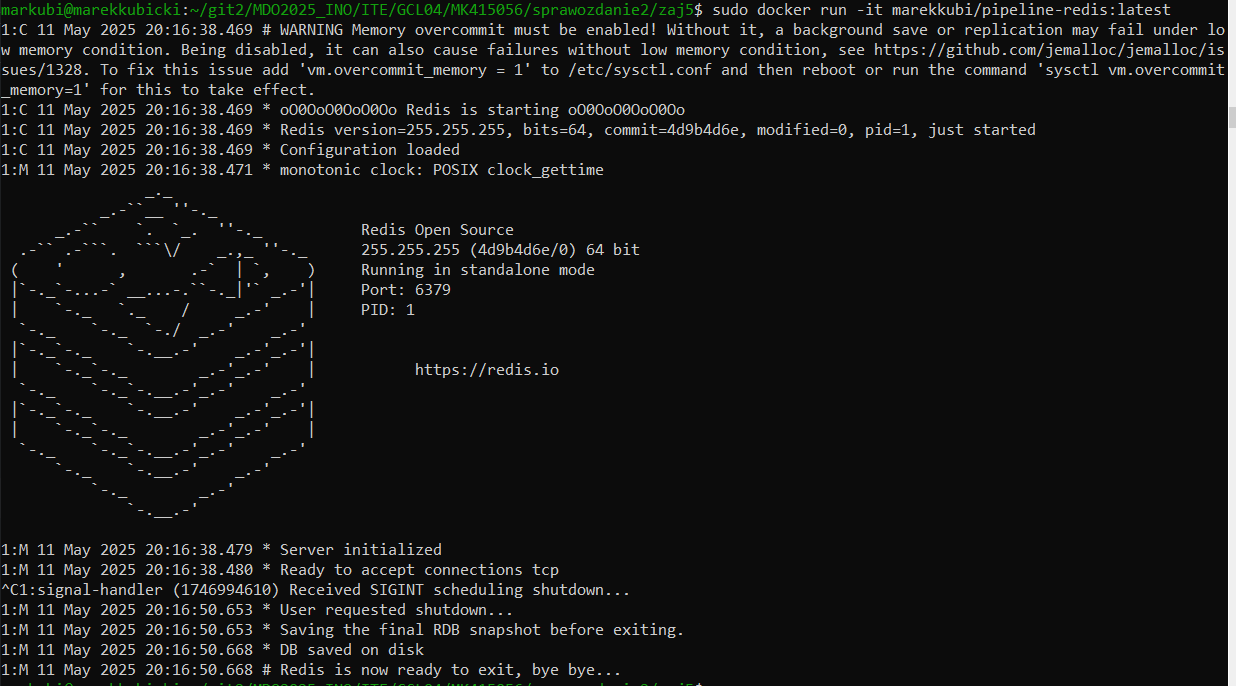 markubi@marekkubicki:~/git2/MDO2025_INO/ITE/GCL04/MK415056/sprawozdanie2/zaj5$ sudo docker run -it marekkubi/pipeline-redis:latest
1:C 11 May 2025 20:16:38.469 # WARNING Memory overcommit must be enabled! Without it, a background save or replication may fail under lo
w memory condition. Being disabled, it can also cause failures without low memory condition, see https://github.com/jemalloc/jemalloc/is
sues/1328. To fix this issue add 'vm.overcommit_memory = 1' to /etc/sysctl.conf and then reboot or run the command 'sysctl vm.overcommit
_memory=1' for this to take effect.
1:C 11 May 2025 20:16:38.469 * oO0OoO0OoO0Oo Redis is starting oO0OoO0OoO0Oo
1:C 11 May 2025 20:16:38.469 * Redis version=255.255.255, bits=64, commit=4d9b4d6e, modified=0, pid=1, just started
1:C 11 May 2025 20:16:38.469 * Configuration loaded
1:M 11 May 2025 20:16:38.471 * monotonic clock: POSIX clock_gettime
Redis Open Source
255.255.255 (4d9b4d6e/0) 64 bit
Running in standalone mode
Port: 6379
PID: 1
https://redis.io
1:M 11 May 2025 20:16:38.479 * Server initialized
1:M 11 May 2025 20:16:38.480 * Ready to accept connections tcp
^C1:signal-handler (1746994610) Received SIGINT scheduling shutdown...
1:M 11 May 2025 20:16:50.653 * User requested shutdown...
1:M 11 May 2025 20:16:50.653 * Saving the final RDB snapshot before exiting.
1:M 11 May 2025 20:16:50.668 * DB saved on disk
1:M 11 May 2025 20:16:50.668 # Redis is now ready to exit, bye bye...